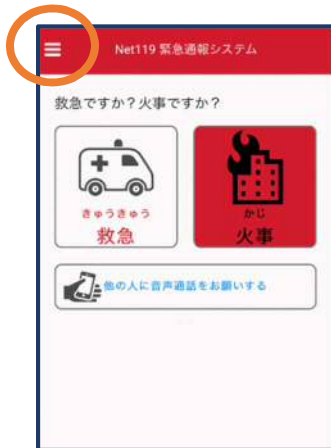 Net119 緊急通報システム
救急ですか？火事ですか？
きゅうきゅう
救急
かじ
火事
他の人に音声通話をお願いする